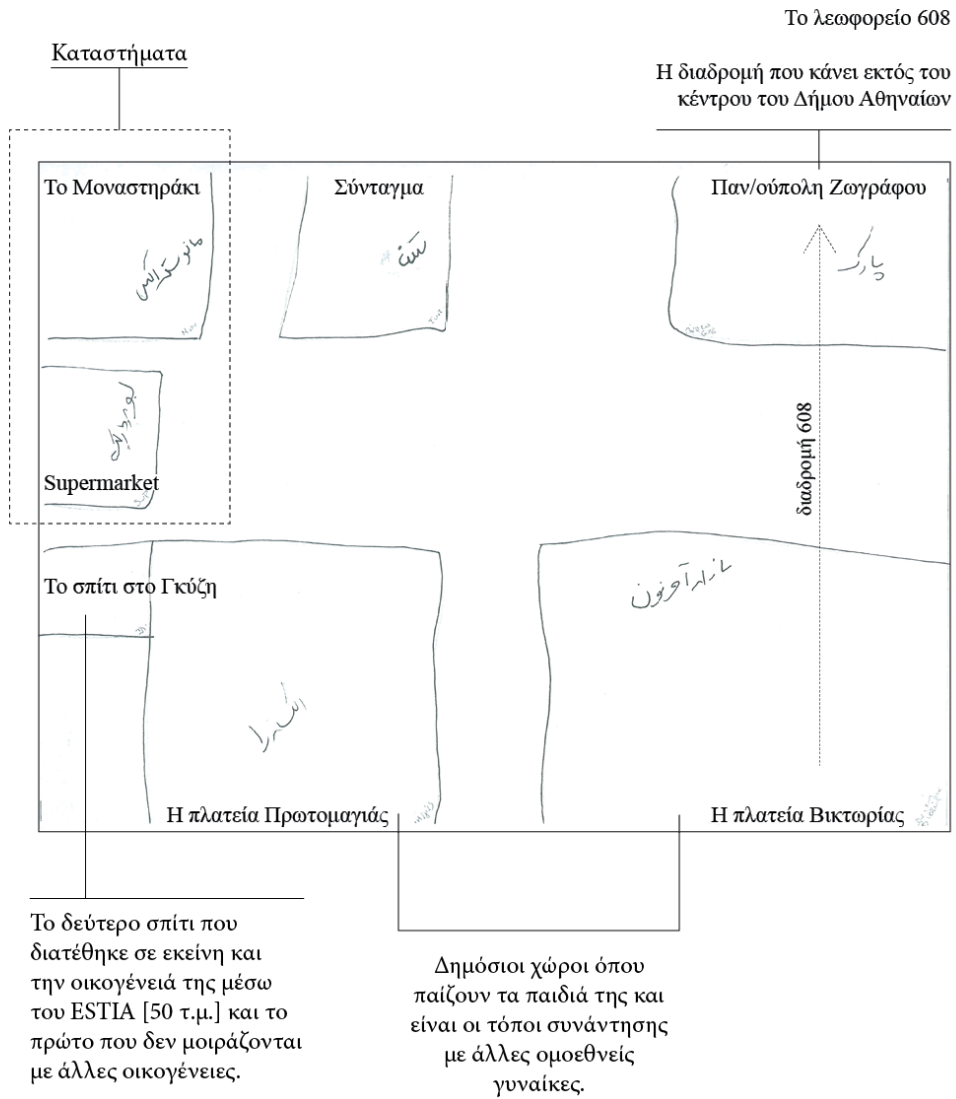 Το λεωφορείο 608
Καταστήματα
Η διαδρομή που κάνει εκτός του
κέντρου του Δήμου Αθηναίων
Το Μοναστηράκι
Σύνταγμα
Παν/ούπολη Ζωγράφου
پارک
διαδρομή 608
Supermarket
Το σπίτι στο Γκύζη
بازار آمونون
الکساندرا
Η πλατεία Πρωτομαγιάς
Η πλατεία Βικτωρίας
Το δεύτερο σπίτι που
διατέθηκε σε εκείνη και
την οικογένειά της μέσω
του ESTIA [50 τ.μ.] και το
πρώτο που δεν μοιράζονται
με άλλες οικογένειες.
Δημόσιοι χώροι όπου
παίζουν τα παιδιά της και
είναι οι τόποι συνάντησης
με άλλες ομοεθνείς
γυναίκες.